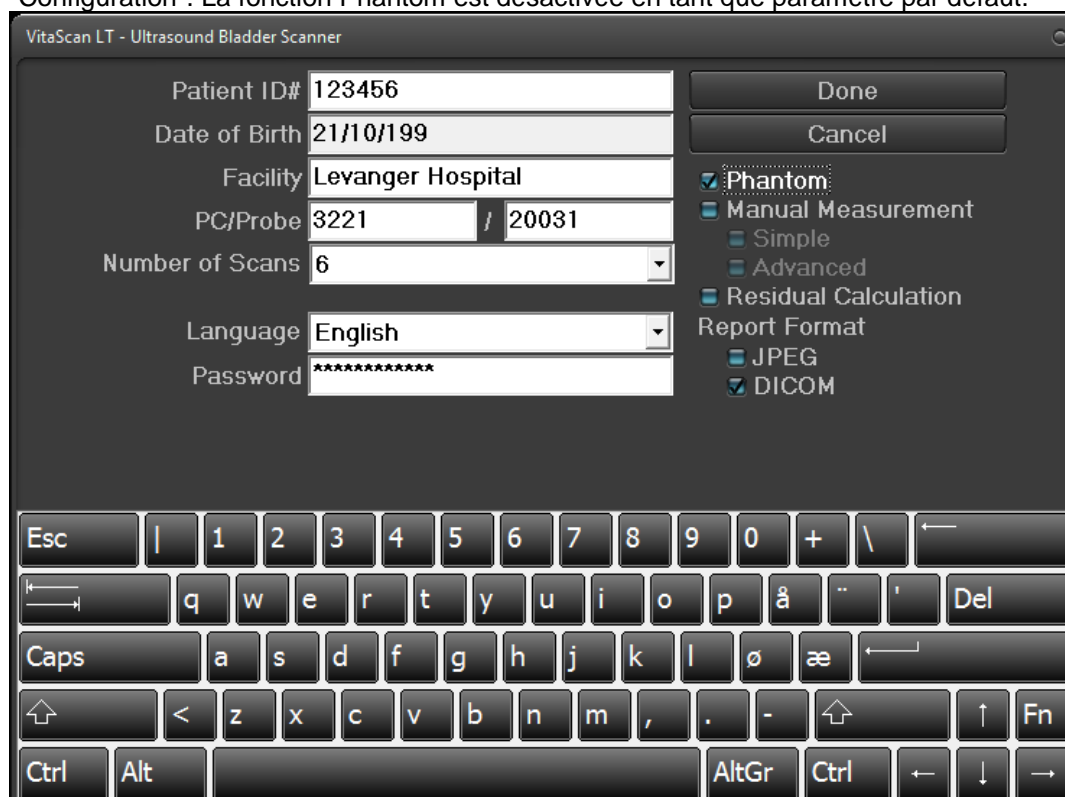 "Configuration". La fonction Phantom est désactivée en tant que paramètre par défaut.
VitaScan LT - Ultrasound Bladder Scanner
Patient ID# 123456
Done
Date of Birth 21/10/199
Cancel
Facility Levanger Hospital
Phantom
PC/Probe 3221 / 20031
Manual Measurement
Simple
Number of Scans 6
Advanced
Residual Calculation
Language English
Report Format
JPEG
Password ************
DICOM
Esc | 1 2 3 4 5 6 7 8 9 0 + \
q w e r t y u i o p å ¨ ' Del
Caps a s d f g h j k l ø æ
< z x c v b n m , . - Fn
Ctrl Alt AltGr Ctrl